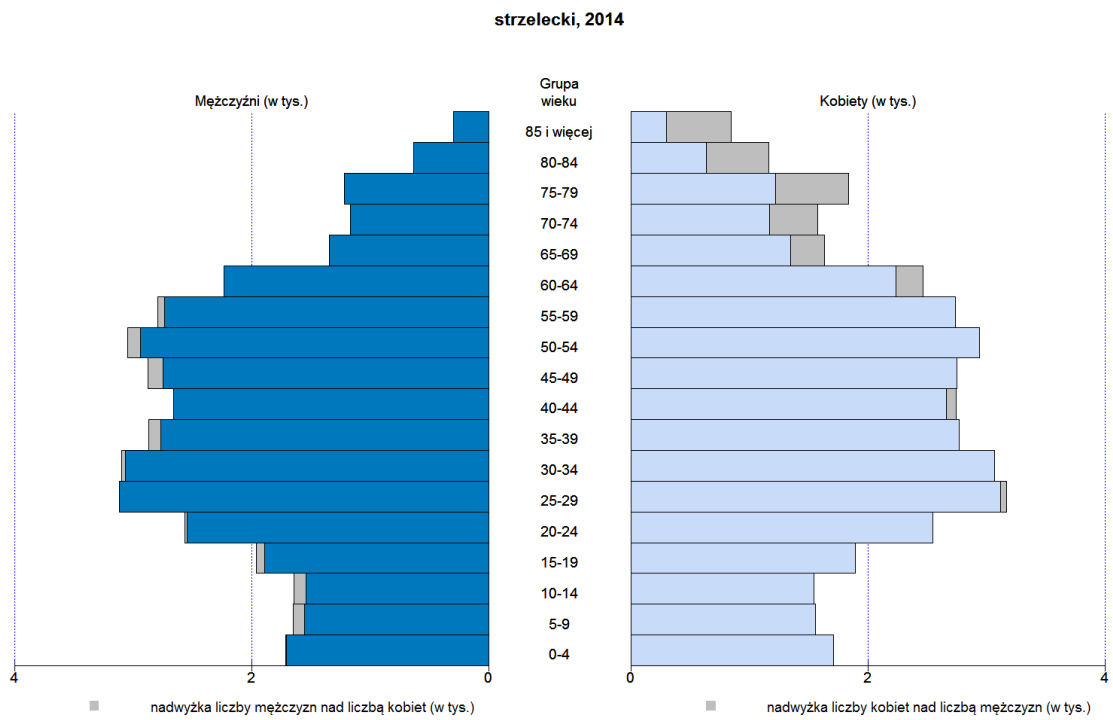 strzelecki, 2014
Mężczyźni (w tys.)
Grupa
wieku
Kobiety (w tys.)
85 i więcej
80-84
75-79
70-74
65-69
60-64
55-59
50-54
45-49
40-44
35-39
30-34
25-29
20-24
15-19
10-14
5-9
0-4
4 2 0 0 2 4
nadwyżka liczby mężczyzn nad liczbą kobiet (w tys.)
nadwyżka liczby kobiet nad liczbą mężczyzn (w tys.)